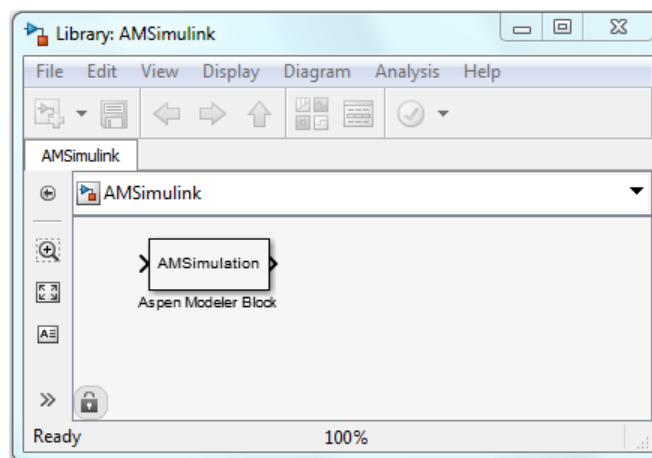 Library: AMSimulink
File Edit View Display Diagram Analysis Help
AMSimulink
AMSimulink
AMSimulation
Aspen Modeler Block
Ready 100%